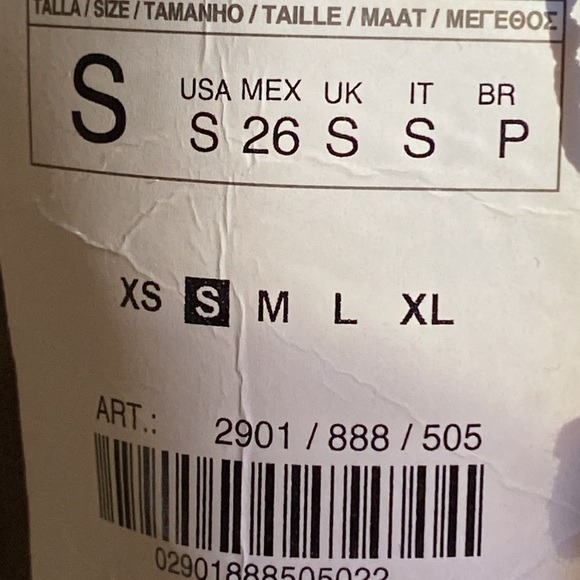 TALLA / SIZE / TAMANHO / TAILLE / MAAT / ΜΕΓΕΘΟΣ
S
USA MEX UK IT BR
S 26 S S P
XS S M L XL
ART.: 2901 / 888 / 505
02901888505022